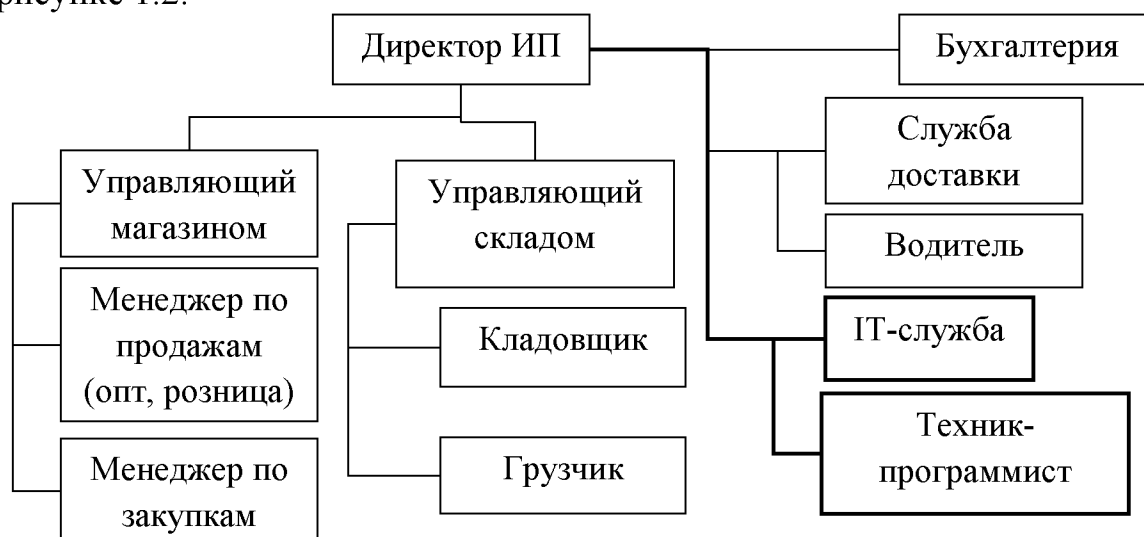 рисунке 1.2.
Директор ИП
Бухгалтерия
Служба
доставки
Управляющий
магазином
Управляющий
складом
Водитель
Менеджер по
продажам
(опт, розница)
Кладовщик
IT-служба
Техник-
программист
Менеджер по
закупкам
Грузчик